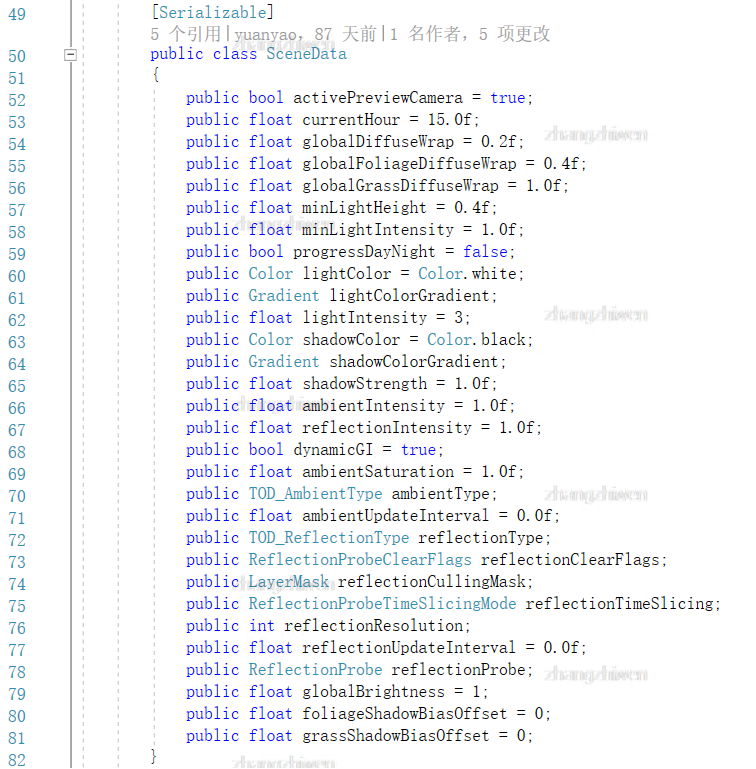 49 [Serializable]
5 个引用|yuanyao，87 天前|1 名作者，5 项更改
50 public class SceneData
51 {
52 public bool activePreviewCamera = true;
53 public float currentHour = 15.0f;
54 public float globalDiffuseWrap = 0.2f;
55 public float globalFoliageDiffuseWrap = 0.4f;
56 public float globalGrassDiffuseWrap = 1.0f;
57 public float minLightHeight = 0.4f;
58 public float minLightIntensity = 1.0f;
59 public bool progressDayNight = false;
60 public Color lightColor = Color.white;
61 public Gradient lightColorGradient;
62 public float lightIntensity = 3;
63 public Color shadowColor = Color.black;
64 public Gradient shadowColorGradient;
65 public float shadowStrength = 1.0f;
66 public float ambientIntensity = 1.0f;
67 public float reflectionIntensity = 1.0f;
68 public bool dynamicGI = true;
69 public float ambientSaturation = 1.0f;
70 public TOD_AmbientType ambientType;
71 public float ambientUpdateInterval = 0.0f;
72 public TOD_ReflectionType reflectionType;
73 public ReflectionProbeClearFlags reflectionClearFlags;
74 public LayerMask reflectionCullingMask;
75 public ReflectionProbeTimeSlicingMode reflectionTimeSlicing;
76 public int reflectionResolution;
77 public float reflectionUpdateInterval = 0.0f;
78 public ReflectionProbe reflectionProbe;
79 public float globalBrightness = 1;
80 public float foliageShadowBiasOffset = 0;
81 public float grassShadowBiasOffset = 0;
82 }